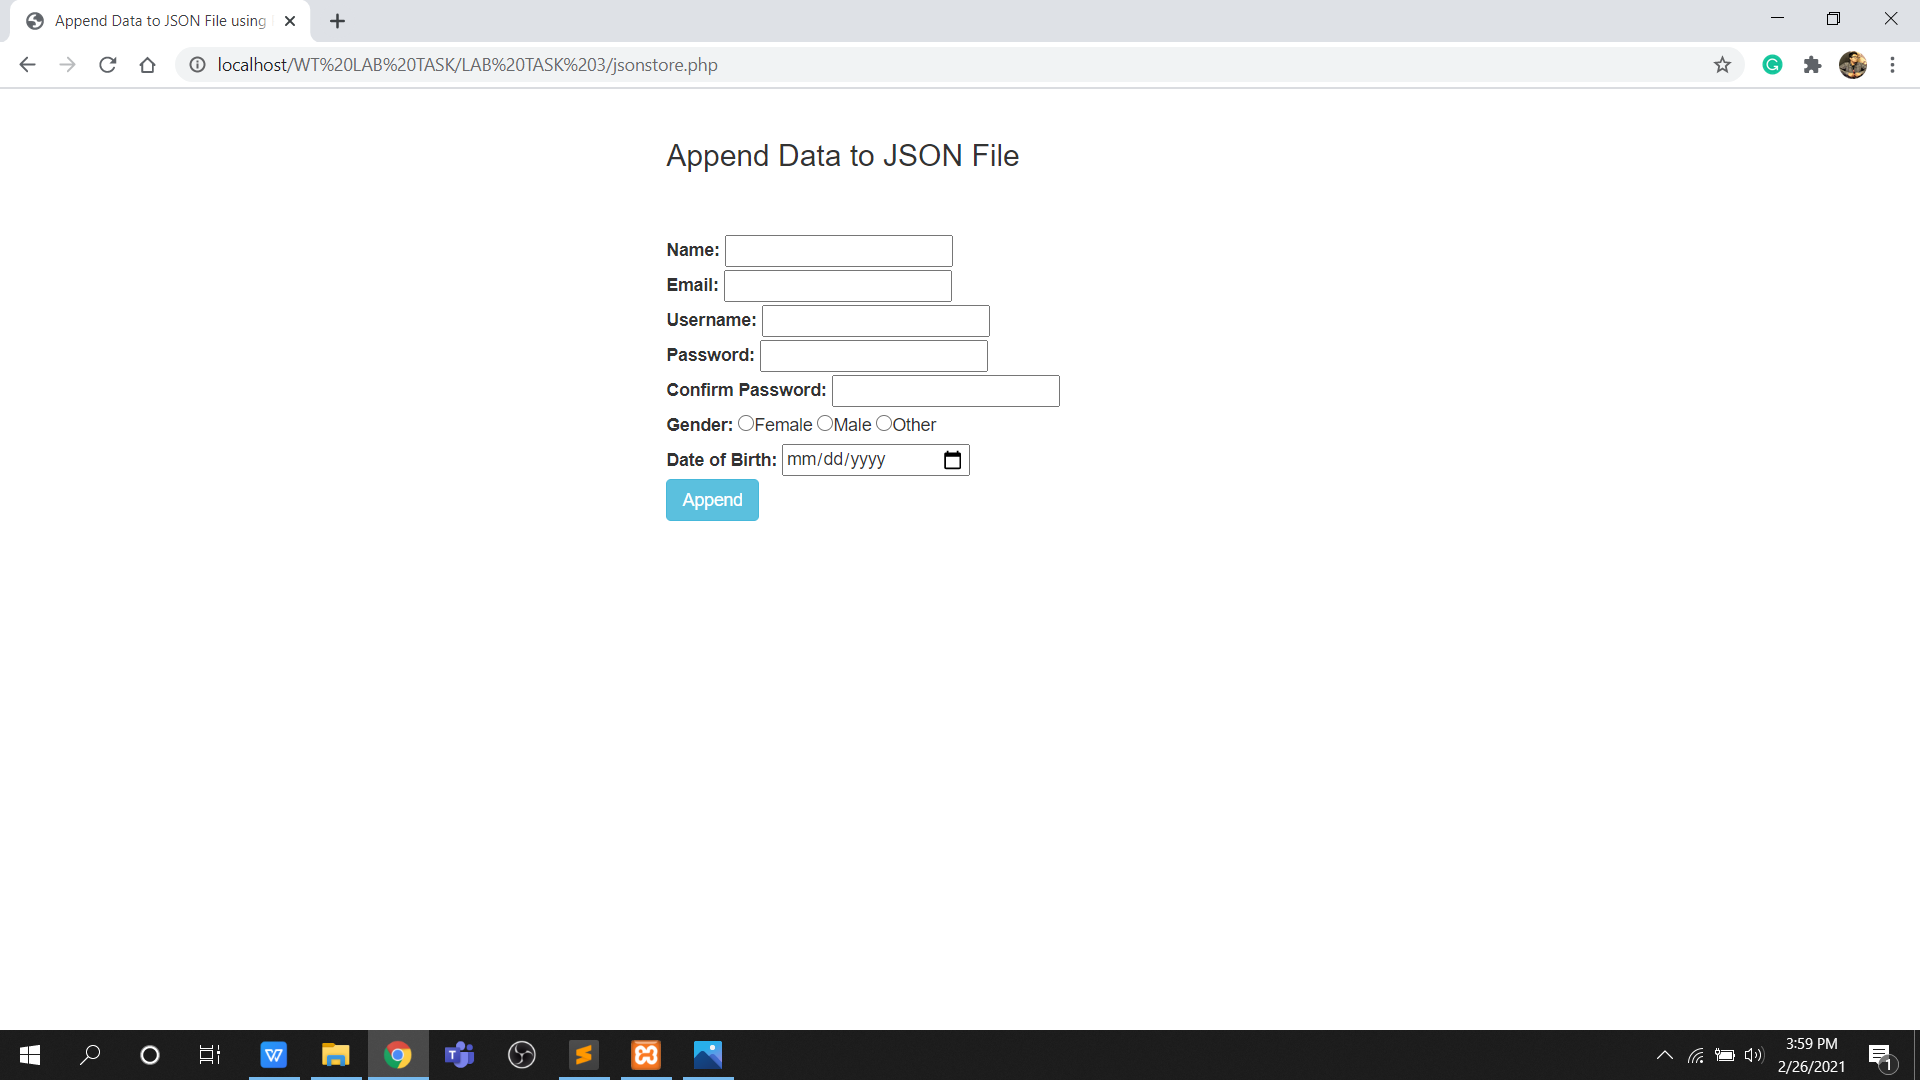 Append Data to JSON File using
localhost/WT%20LAB%20TASK/LAB%20TASK%203/jsonstore.php
Append Data to JSON File
Name:
Email:
Username:
Password:
Confirm Password:
Gender: Female Male Other
Date of Birth: mm/dd/yyyy
Append
3:59 PM
2/26/2021
1